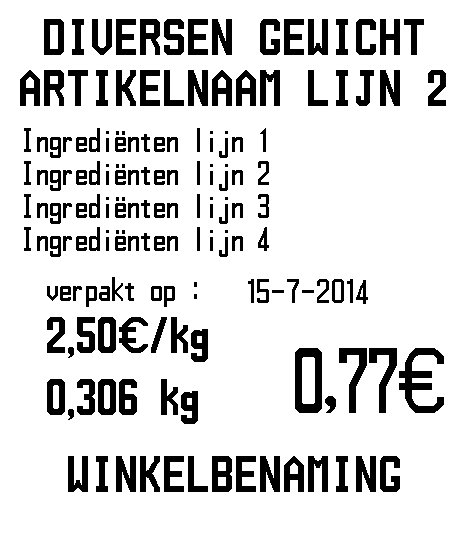 DIVERSEN GEWICHT
ARTIKELNAAM LIJN 2
Ingrediënten lijn 1
Ingrediënten lijn 2
Ingrediënten lijn 3
Ingrediënten lijn 4
verpakt op : 15-7-2014
2,50€/kg
0,306 kg 0,77€
WINKELBENAMING